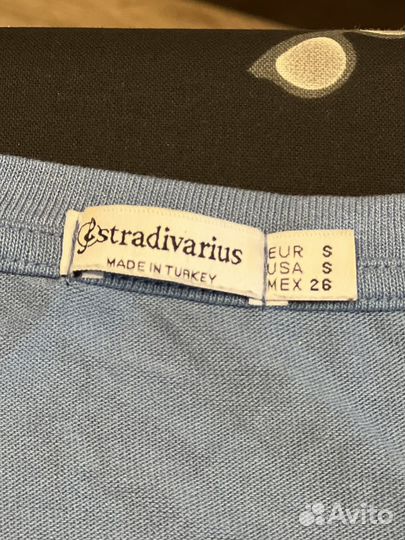 stradivarius
MADE IN TURKEY
EUR S
USA S
MEX 26
Avito